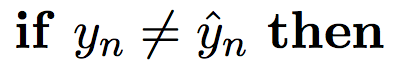 if yₙ ≠ ŷₙ then